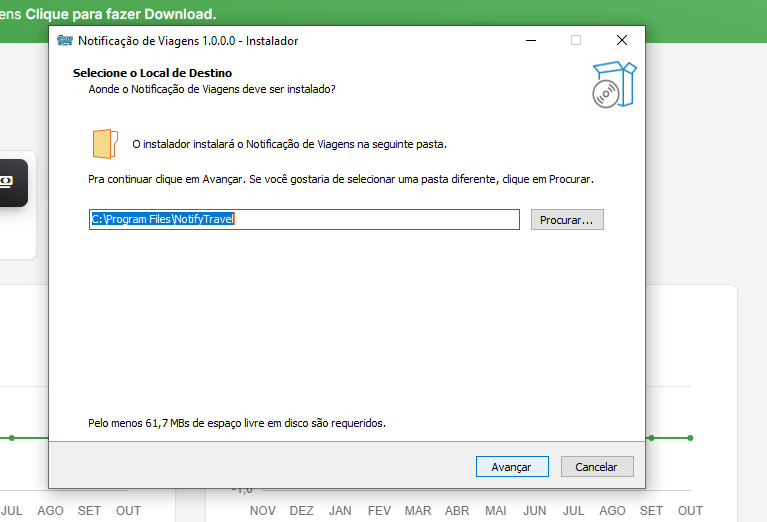 ens Clique para fazer Download.
Notificação de Viagens 1.0.0.0 - Instalador
Selecione o Local de Destino
Aonde o Notificação de Viagens deve ser instalado?
O instalador instalará o Notificação de Viagens na seguinte pasta.
Pra continuar clique em Avançar. Se você gostaria de selecionar uma pasta diferente, clique em Procurar.
C:\Program Files\NotifyTravel
Procurar...
Pelo menos 61,7 MBs de espaço livre em disco são requeridos.
Avançar
Cancelar
-1,0
JUL AGO SET OUT
NOV DEZ JAN FEV MAR ABR MAI JUN JUL AGO SET OUT